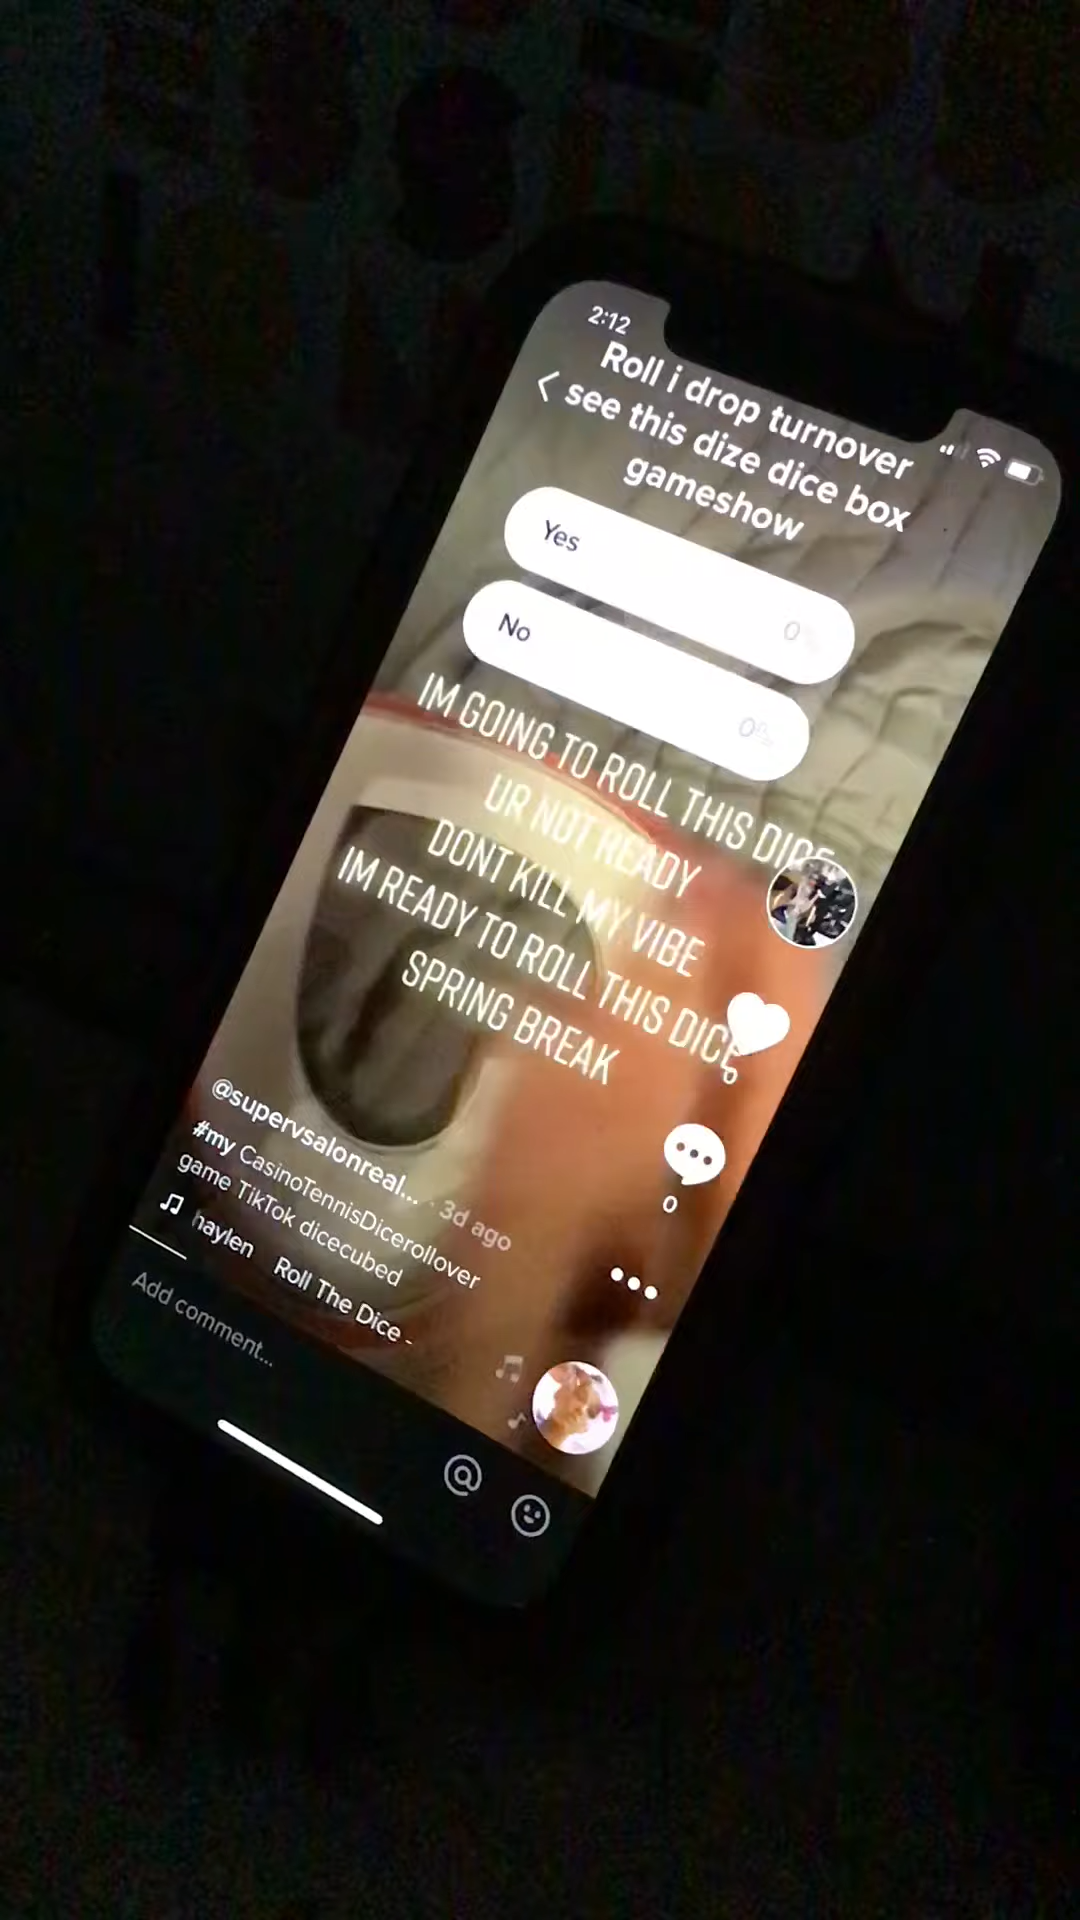 2:12
Roll i drop turnover
see this dize dice box
gameshow
Yes
0%
No
0%
IM GOING TO ROLL THIS DICE
UR NOT READY
DONT KILL MY VIBE
IM READY TO ROLL THIS DICE
SPRING BREAK
0
@supervsalonreal... · 3d ago
#my CasinoTennisDicerollover
game TikTok dicecubed
haylen Roll The Dice -
0
Add comment...